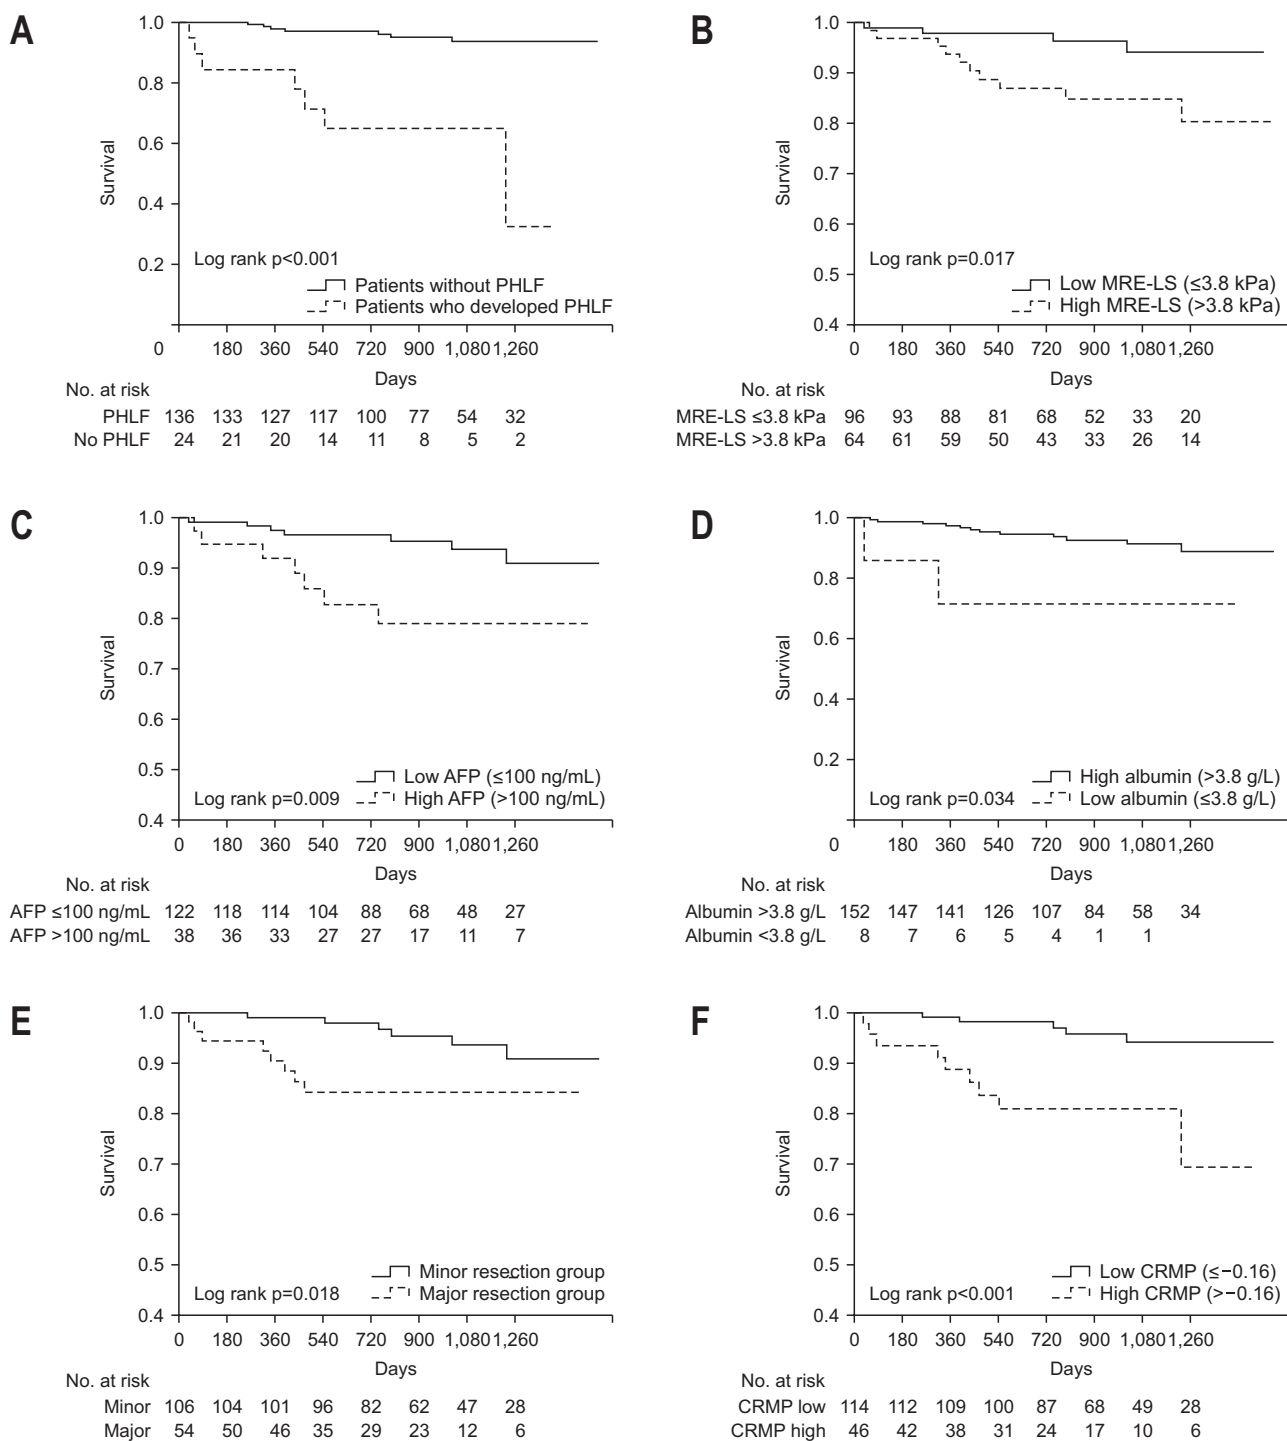 A
1.0
0.8
0.6
0.4
0.2
Survival
Log rank p<0.001
Patients without PHLF
Patients who developed PHLF
0 180 360 540 720 900 1,080 1,260
Days
No. at risk
PHLF 136 133 127 117 100 77 54 32
No PHLF 24 21 20 14 11 8 5 2
B
1.0
0.9
0.8
0.7
0.6
0.5
0.4
Survival
Log rank p=0.017
Low MRE-LS (≤3.8 kPa)
High MRE-LS (>3.8 kPa)
0 180 360 540 720 900 1,080 1,260
Days
No. at risk
MRE-LS ≤3.8 kPa 96 93 88 81 68 52 33 20
MRE-LS >3.8 kPa 64 61 59 50 43 33 26 14
C
1.0
0.9
0.8
0.7
0.6
0.5
0.4
Survival
Log rank p=0.009
Low AFP (≤100 ng/mL)
High AFP (>100 ng/mL)
0 180 360 540 720 900 1,080 1,260
Days
No. at risk
AFP ≤100 ng/mL 122 118 114 104 88 68 48 27
AFP >100 ng/mL 38 36 33 27 27 17 11 7
D
1.0
0.8
0.6
0.4
0.2
Survival
Log rank p=0.034
High albumin (>3.8 g/L)
Low albumin (≤3.8 g/L)
0 180 360 540 720 900 1,080 1,260
Days
No. at risk
Albumin >3.8 g/L 152 147 141 126 107 84 58 34
Albumin <3.8 g/L 8 7 6 5 4 1 1
E
1.0
0.9
0.8
0.7
0.6
0.5
0.4
Survival
Log rank p=0.018
Minor resection group
Major resection group
0 180 360 540 720 900 1,080 1,260
Days
No. at risk
Minor 106 104 101 96 82 62 47 28
Major 54 50 46 35 29 23 12 6
F
1.0
0.9
0.8
0.7
0.6
0.5
0.4
Survival
Log rank p<0.001
Low CRMP (≤−0.16)
High CRMP (>−0.16)
0 180 360 540 720 900 1,080 1,260
Days
No. at risk
CRMP low 114 112 109 100 87 68 49 28
CRMP high 46 42 38 31 24 17 10 6